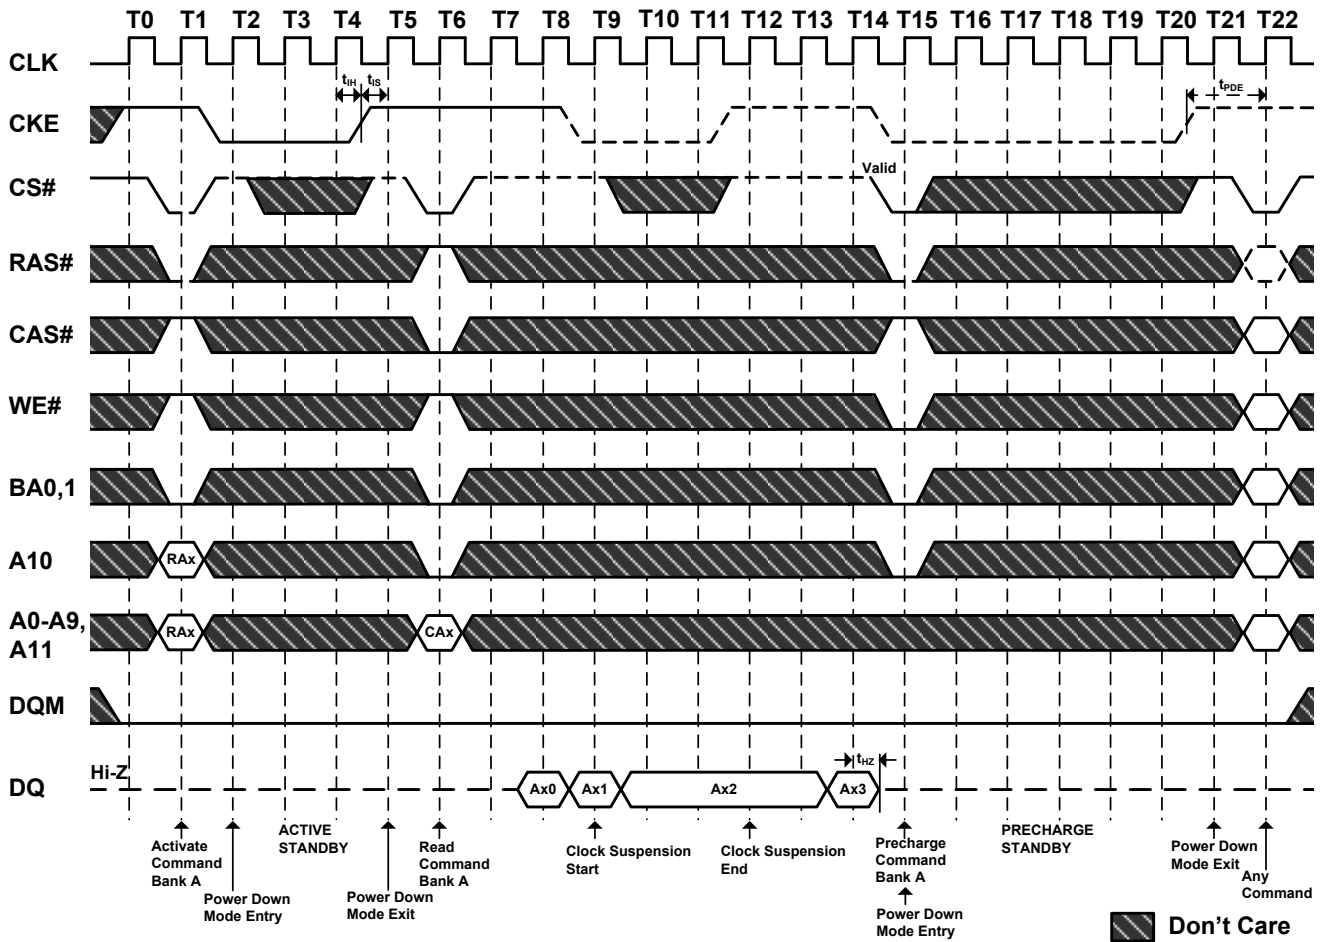 T0 T1 T2 T3 T4 T5 T6 T7 T8 T9 T10 T11 T12 T13 T14 T15 T16 T17 T18 T19 T20 T21 T22
CLK
tIH tIS
tPDE
CKE
Valid
CS#
RAS#
CAS#
WE#
BA0,1
A10
RAx
A0-A9,
A11
RAx
CAx
DQM
Hi-Z
tHZ
DQ
Ax0 Ax1 Ax2 Ax3
Activate
Command
Bank A
Power Down
Mode Entry
ACTIVE
STANDBY
Power Down
Mode Exit
Read
Command
Bank A
Clock Suspension
Start
Clock Suspension
End
Precharge
Command
Bank A
Power Down
Mode Entry
PRECHARGE
STANDBY
Power Down
Mode Exit
Any
Command
Don't Care